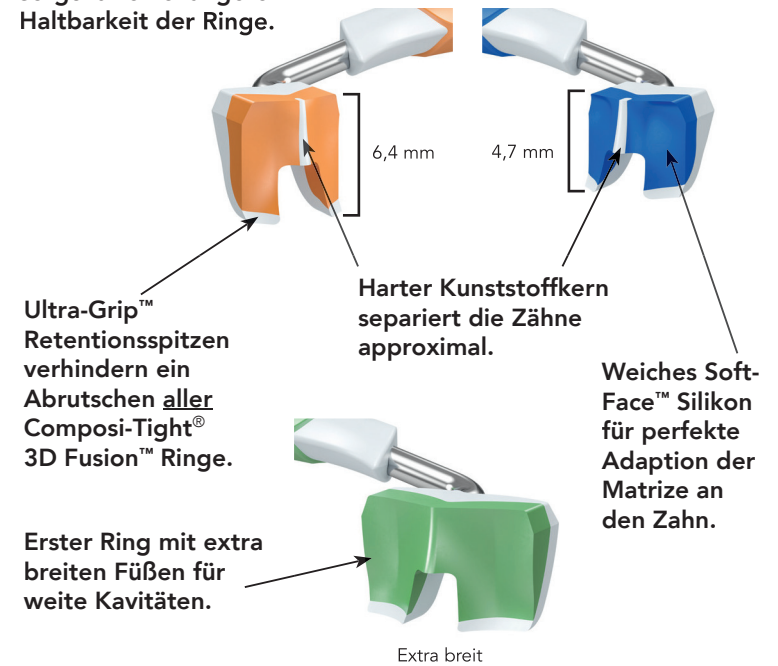 Haltbarkeit der Ringe.
6,4 mm
4,7 mm
Harter Kunststoffkern
separiert die Zähne
approximal.
Ultra-Grip™
Retentionsspitzen
verhindern ein
Abrutschen aller
Composi-Tight®
3D Fusion™ Ringe.
Weiches Soft-
Face™ Silikon
für perfekte
Adaption der
Matrize an
den Zahn.
Erster Ring mit extra
breiten Füßen für
weite Kavitäten.
Extra breit